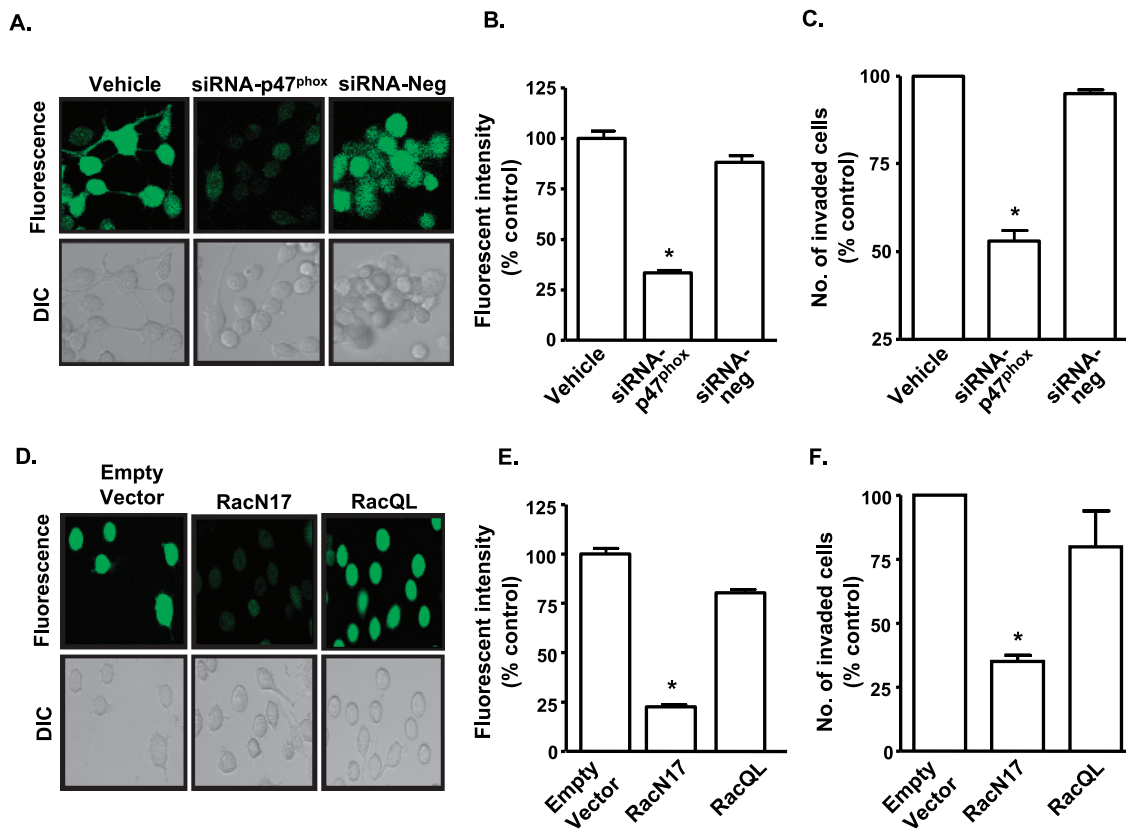 A.
Vehicle siRNA-p47phox siRNA-Neg
Fluorescence
DIC
B.
Fluorescent intensity
(% control)
125
100
75
50
25
0
*
Vehicle
siRNA-
p47phox
siRNA-
neg
C.
No. of invaded cells
(% control)
100
75
50
25
*
Vehicle
siRNA-
p47phox
siRNA-
neg
D.
Empty
Vector
RacN17
RacQL
Fluorescence
DIC
E.
Fluorescent intensity
(% control)
125
100
75
50
25
0
*
Empty
Vector
RacN17
RacQL
F.
No. of invaded cells
(% control)
100
75
50
25
0
*
Empty
Vector
RacN17
RacQL